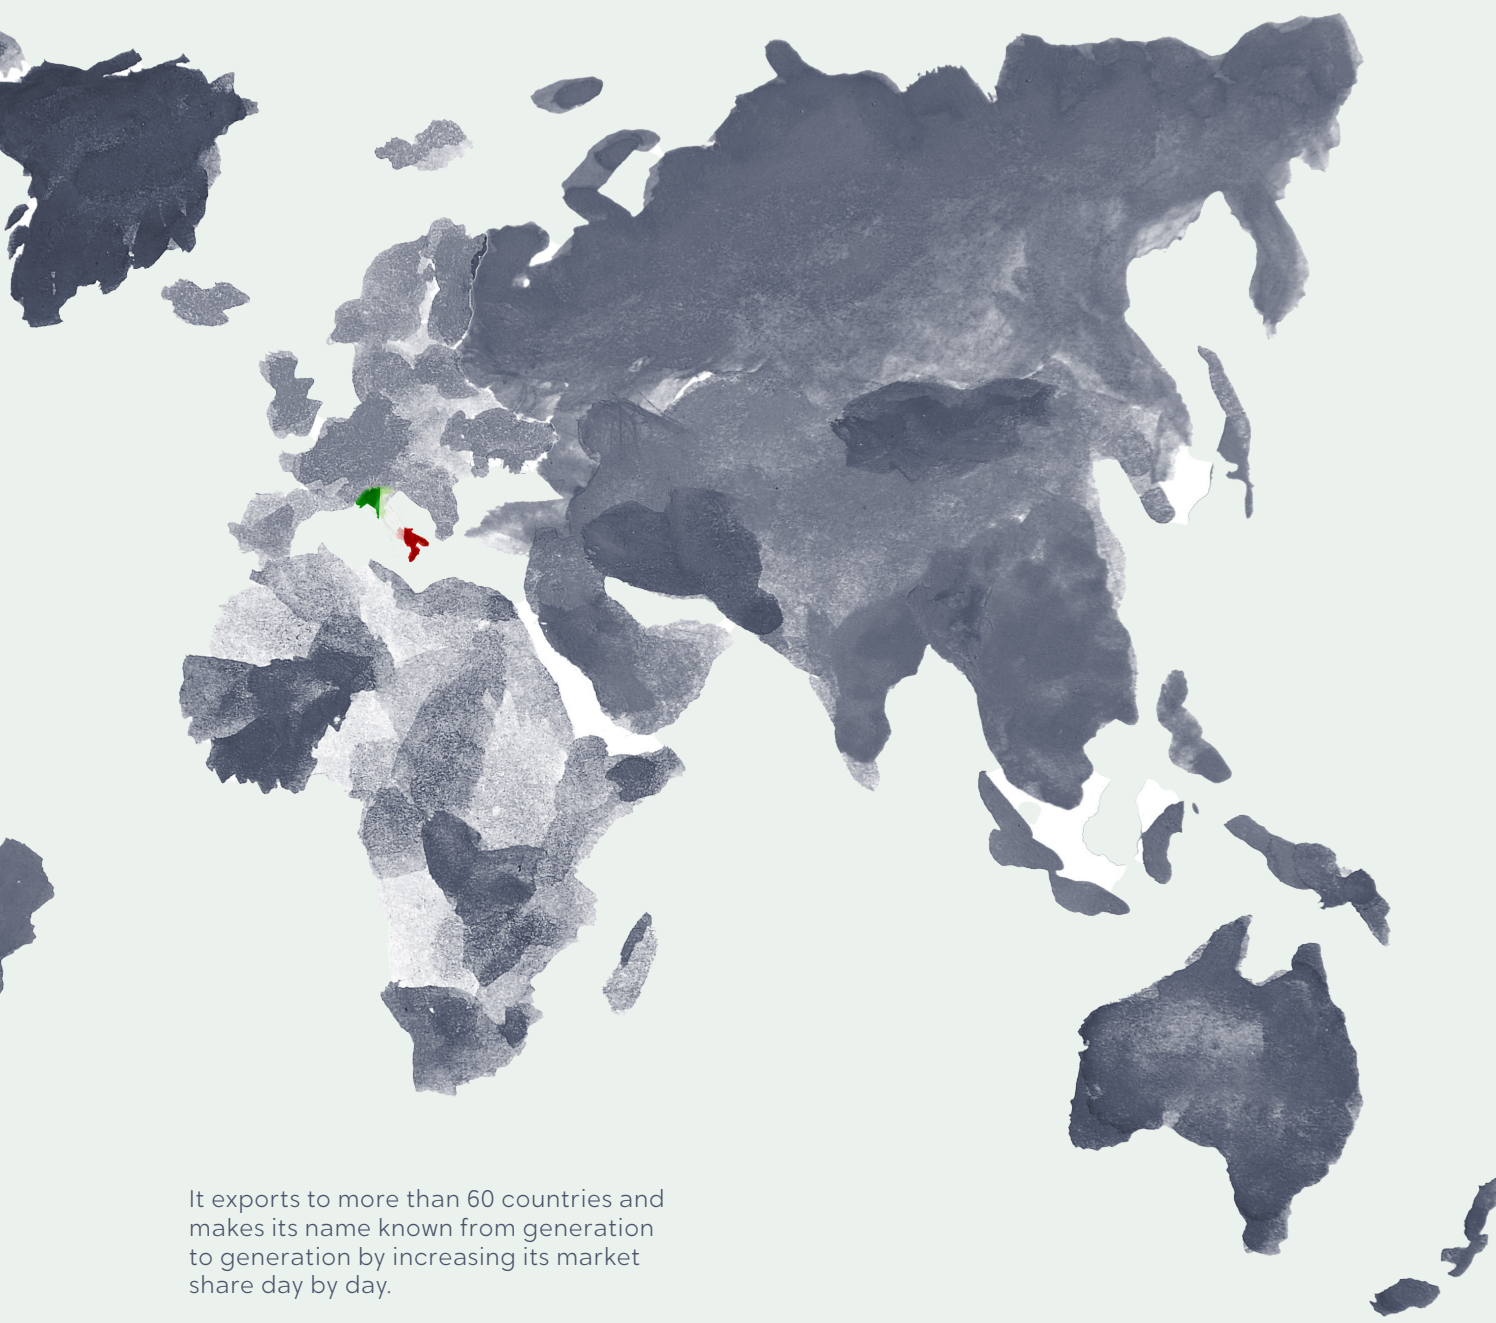 It exports to more than 60 countries and
makes its name known from generation
to generation by increasing its market
share day by day.